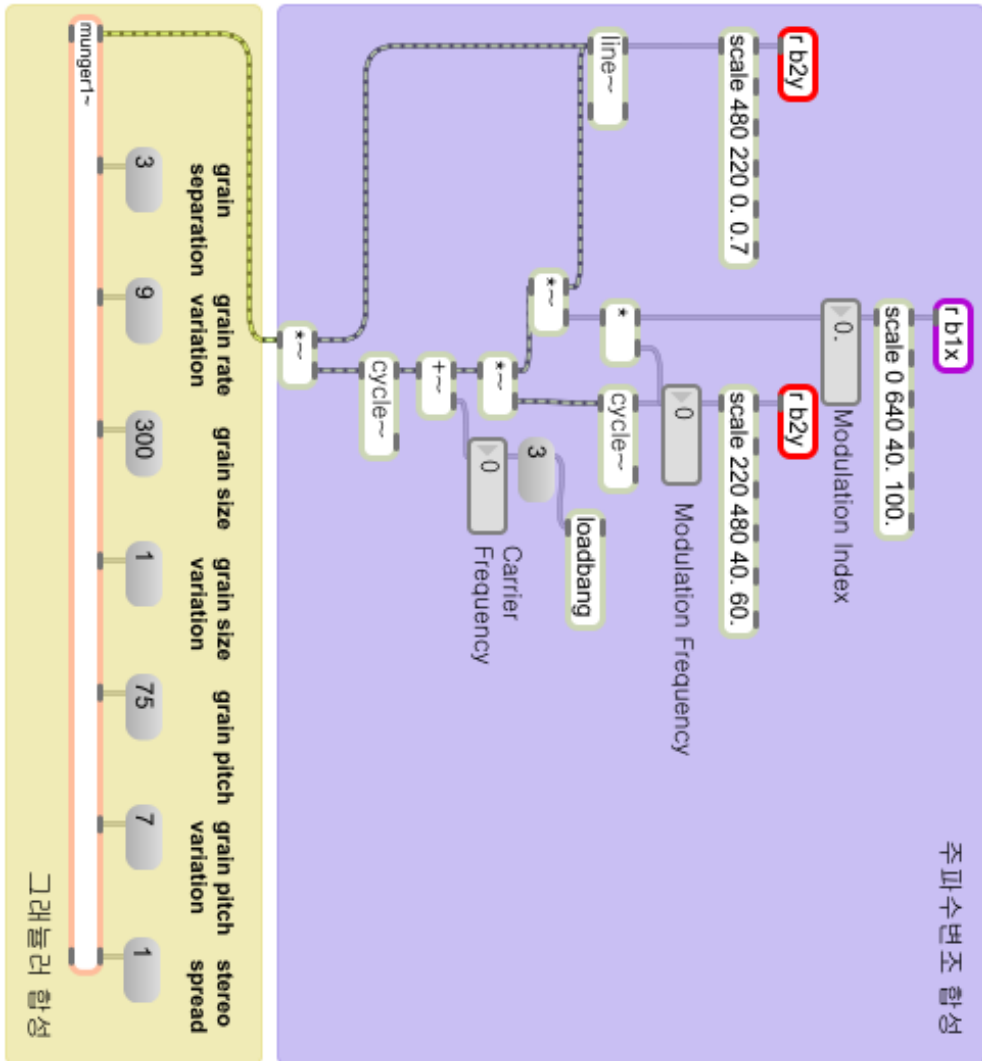 주파수변조 합성
r b1x
scale 0 640 40. 100.
0.
Modulation Index
r b2y
scale 480 220 0. 0.7
r b2y
scale 220 480 40. 60.
0
Modulation Frequency
*
line~
cycle~
loadbang
*~
3
*~
0
Carrier
Frequency
+~
cycle~
*~
grain
separation
grain rate
variation
grain size
grain size
variation
grain pitch
grain pitch
variation
stereo
spread
3
9
300
1
75
7
1
munger1~
그래뉼러 합성